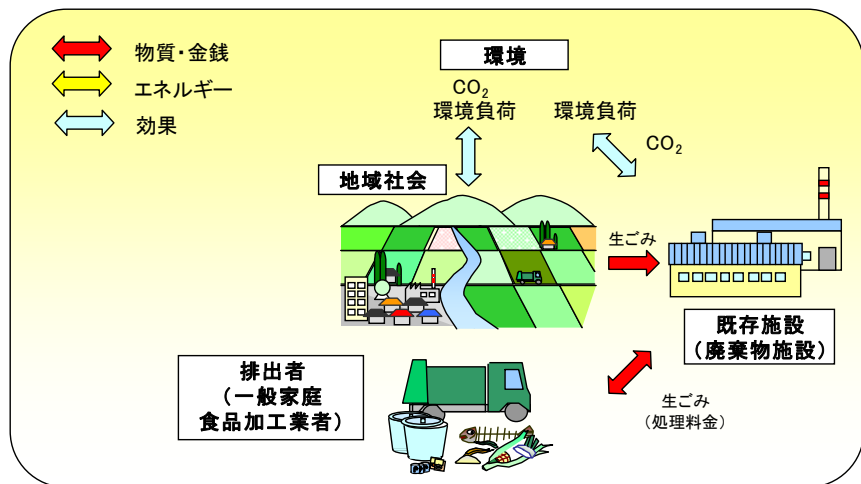 物質・金銭
エネルギー
効果
環境
CO₂
環境負荷
環境負荷
CO₂
地域社会
生ごみ
既存施設
（廃棄物施設）
排出者
（一般家庭
食品加工業者）
生ごみ
（処理料金）